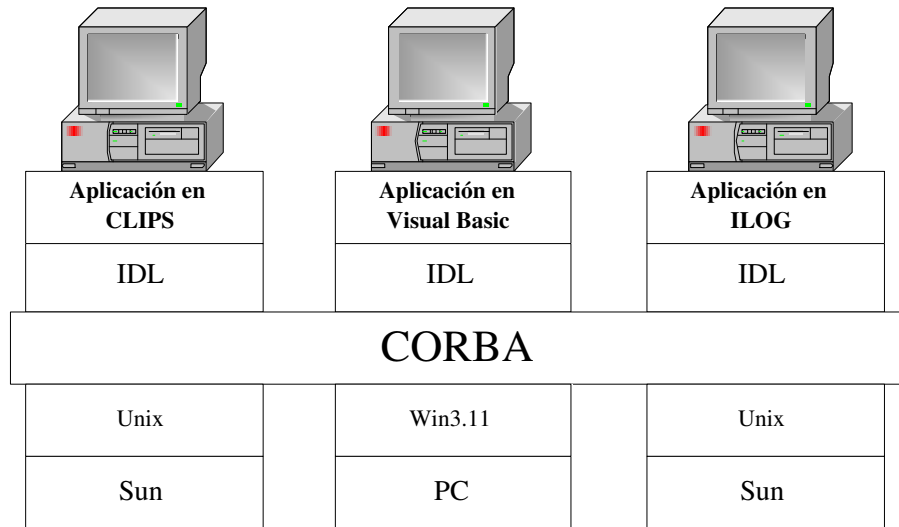 Aplicación en
CLIPS
Aplicación en
Visual Basic
Aplicación en
ILOG
IDL
IDL
IDL
CORBA
Unix
Win3.11
Unix
Sun
PC
Sun